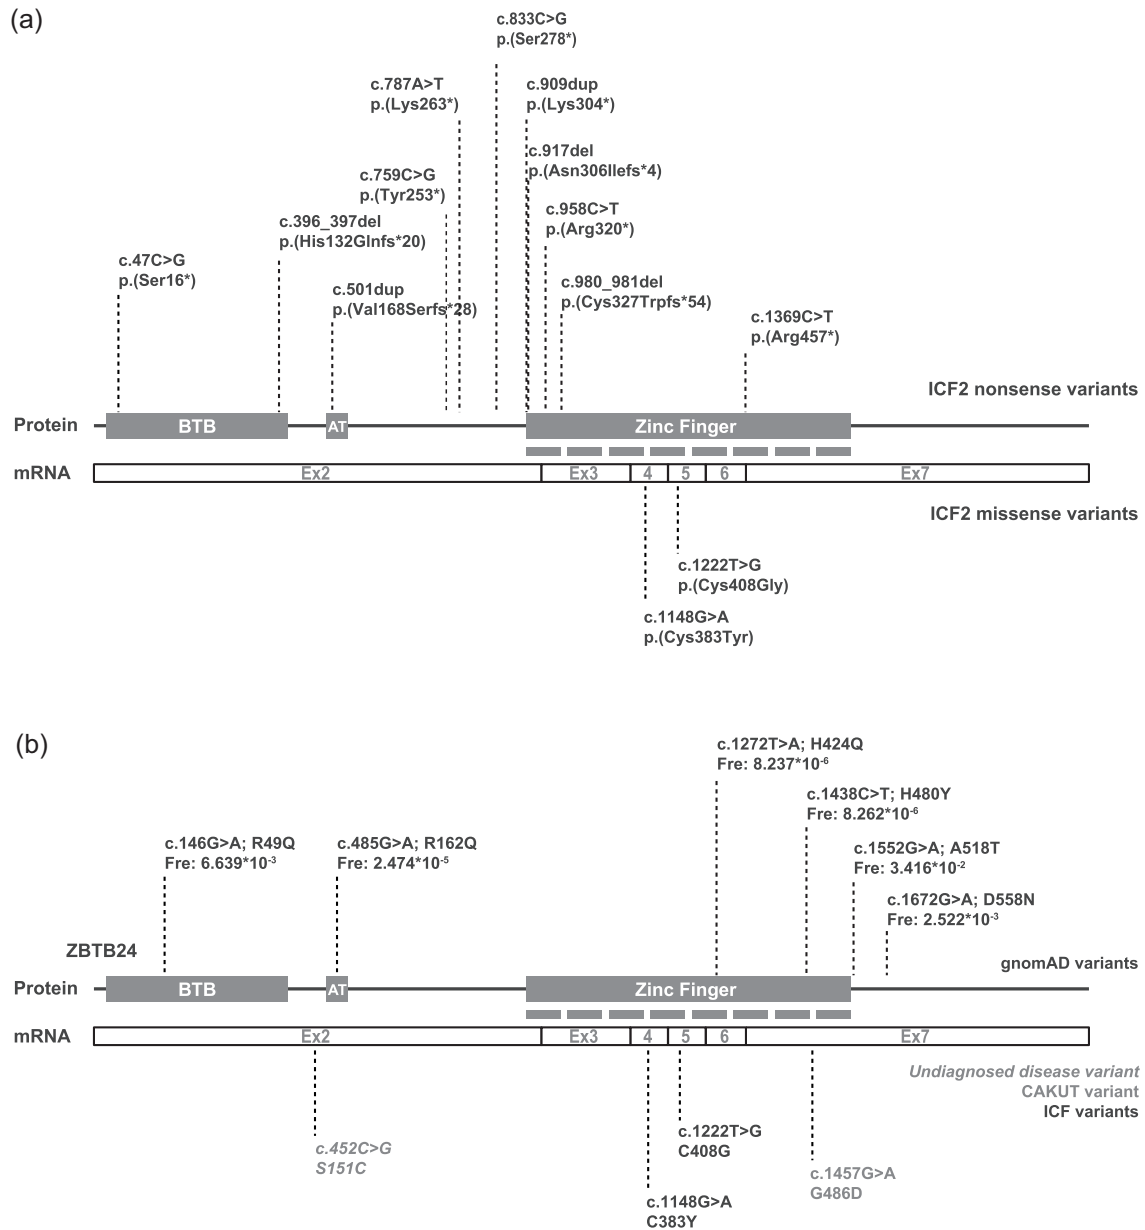 (a)
c.833C>G
p.(Ser278*)
c.787A>T
p.(Lys263*)
c.909dup
p.(Lys304*)
c.917del
p.(Asn306Ilefs*4)
c.759C>G
p.(Tyr253*)
c.958C>T
p.(Arg320*)
c.396_397del
p.(His132Glnfs*20)
c.47C>G
p.(Ser16*)
c.501dup
p.(Val168Serfs*28)
c.980_981del
p.(Cys327Trpfs*54)
c.1369C>T
p.(Arg457*)
ICF2 nonsense variants
Protein BTB AT Zinc Finger
mRNA Ex2 Ex3 4 5 6 Ex7
ICF2 missense variants
c.1222T>G
p.(Cys408Gly)
c.1148G>A
p.(Cys383Tyr)
(b)
c.1272T>A; H424Q
Fre: 8.237*10⁻⁶
c.1438C>T; H480Y
Fre: 8.262*10⁻⁶
c.146G>A; R49Q
Fre: 6.639*10⁻³
c.485G>A; R162Q
Fre: 2.474*10⁻⁵
c.1552G>A; A518T
Fre: 3.416*10⁻²
c.1672G>A; D558N
Fre: 2.522*10⁻³
ZBTB24
gnomAD variants
Protein BTB AT Zinc Finger
mRNA Ex2 Ex3 4 5 6 Ex7
Undiagnosed disease variant
CAKUT variant
ICF variants
c.452C>G
S151C
c.1222T>G
C408G
c.1457G>A
G486D
c.1148G>A
C383Y